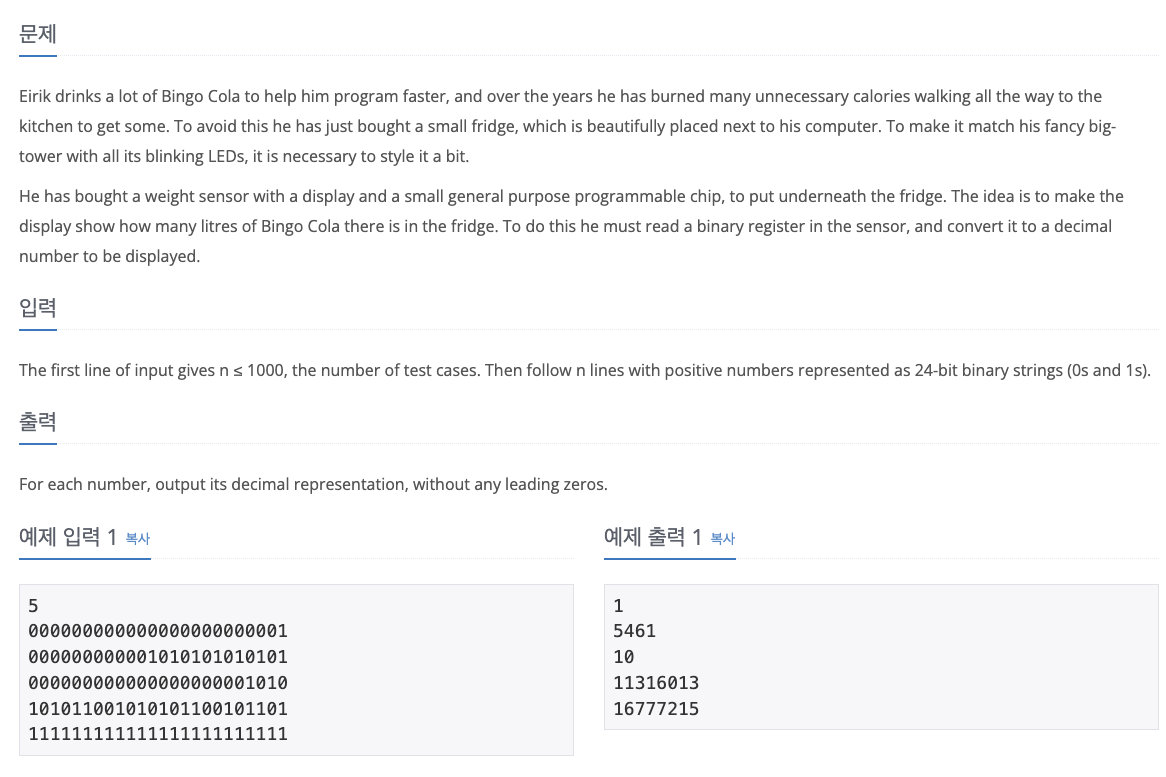 문제
Eirik drinks a lot of Bingo Cola to help him program faster, and over the years he has burned many unnecessary calories walking all the way to the
kitchen to get some. To avoid this he has just bought a small fridge, which is beautifully placed next to his computer. To make it match his fancy big-
tower with all its blinking LEDs, it is necessary to style it a bit.
He has bought a weight sensor with a display and a small general purpose programmable chip, to put underneath the fridge. The idea is to make the
display show how many litres of Bingo Cola there is in the fridge. To do this he must read a binary register in the sensor, and convert it to a decimal
number to be displayed.
입력
The first line of input gives n ≤ 1000, the number of test cases. Then follow n lines with positive numbers represented as 24-bit binary strings (0s and 1s).
출력
For each number, output its decimal representation, without any leading zeros.
예제 입력 1 복사
5
000000000000000000000001
000000000001010101010101
000000000000000000001010
101011001010101100101101
111111111111111111111111
예제 출력 1 복사
1
5461
10
11316013
16777215